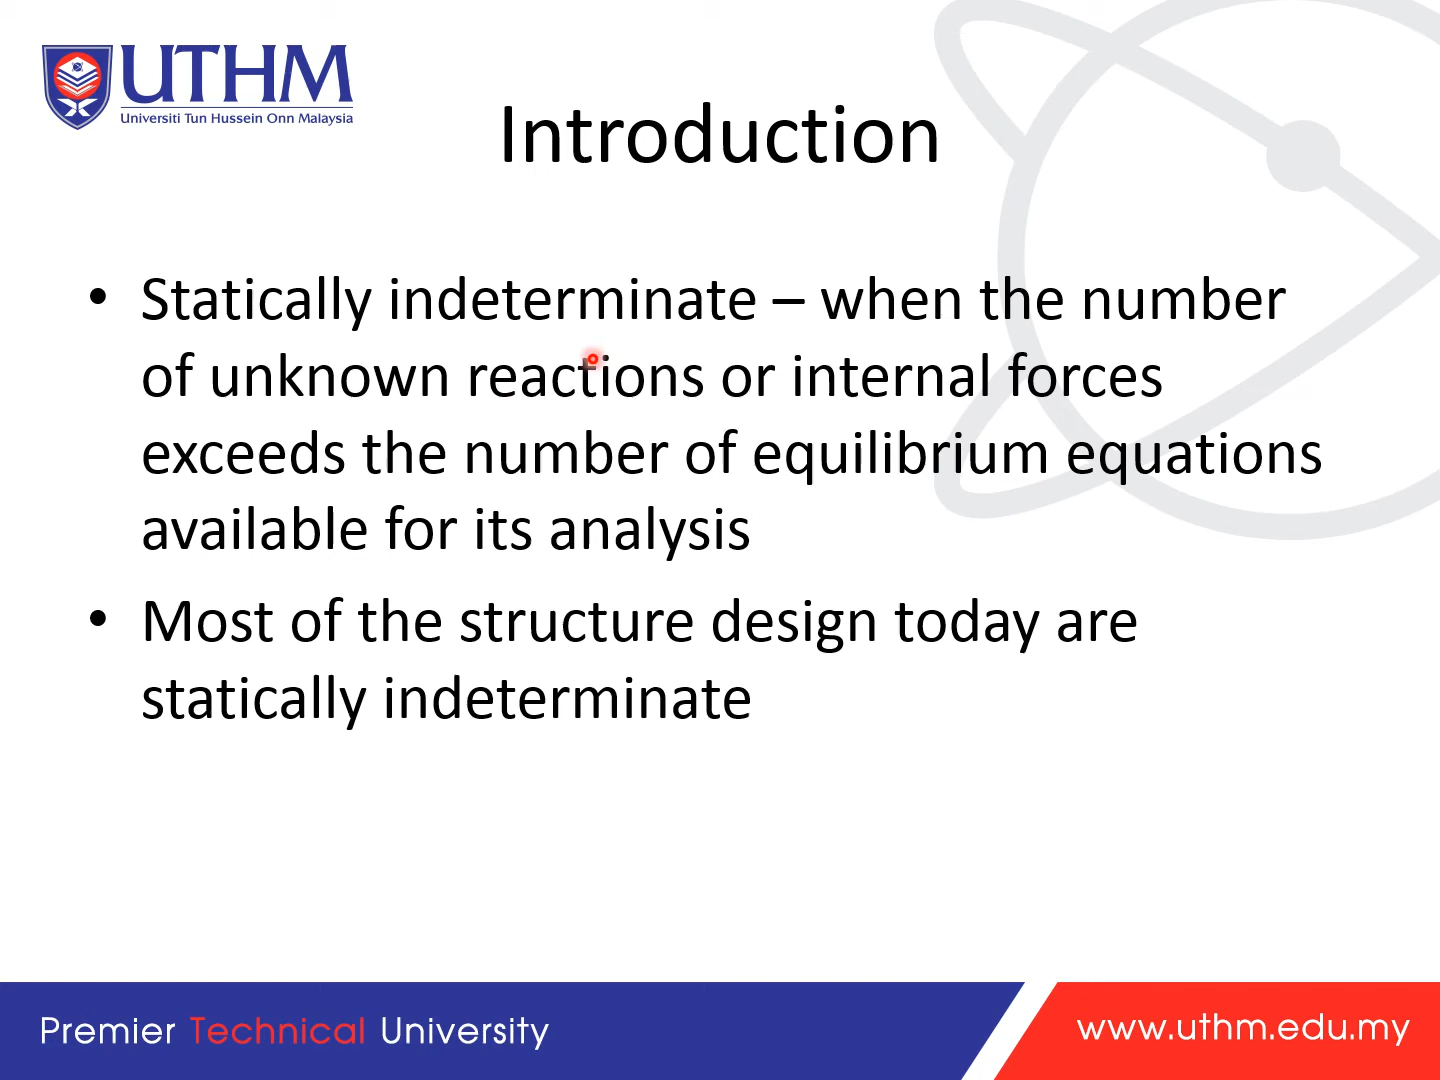 UTHM
Universiti Tun Hussein Onn Malaysia
Introduction
• Statically indeterminate – when the number
of unknown reactions or internal forces
exceeds the number of equilibrium equations
available for its analysis
• Most of the structure design today are
statically indeterminate
Premier Technical University
www.uthm.edu.my